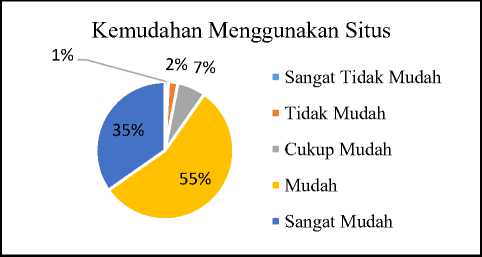 Kemudahan Menggunakan Situs
1%
2%
7%
35%
55%
Sangat Tidak Mudah
Tidak Mudah
Cukup Mudah
Mudah
Sangat Mudah